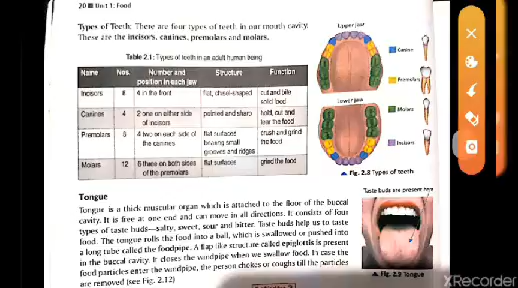 20 Unit 1: Food
Types of Teeth: There are four types of teeth in our mouth cavity.
These are the incisors, canines, premolars and molars.
Table 2.1: Types of teeth in an adult human being
Name Nos. Number and position in each jaw Structure Function
Incisors 8 4 in the front flat, chisel-shaped cut and bite solid food
Canines 4 2 one on either side of incisors pointed and sharp hold, cut and tear the food
Premolars 8 4 two on each side of the canines flat surfaces bearing small grooves and ridges crush and grind the food
Molars 12 6 three on both sides of the premolars flat surfaces grind the food
Upper jaw
Canine
Premolars
Lower jaw
Molars
Incisors
Fig. 2.8 Types of teeth
Tongue
Tongue is a thick muscular organ which is attached to the floor of the buccal
cavity. It is free at one end and can move in all directions. It consists of four
types of taste buds—salty, sweet, sour and bitter. Taste buds help us to taste
food. The tongue rolls the food into a ball, which is swallowed or pushed into
a long tube called the foodpipe. A flap like structure called epiglottis is present
in the buccal cavity. It closes the windpipe when we swallow food. In case the
food particles enter the windpipe, the person chokes or coughs till the particles
are removed (see Fig. 2.12)
Taste buds are present here
Fig. 2.9 Tongue
XRecorder